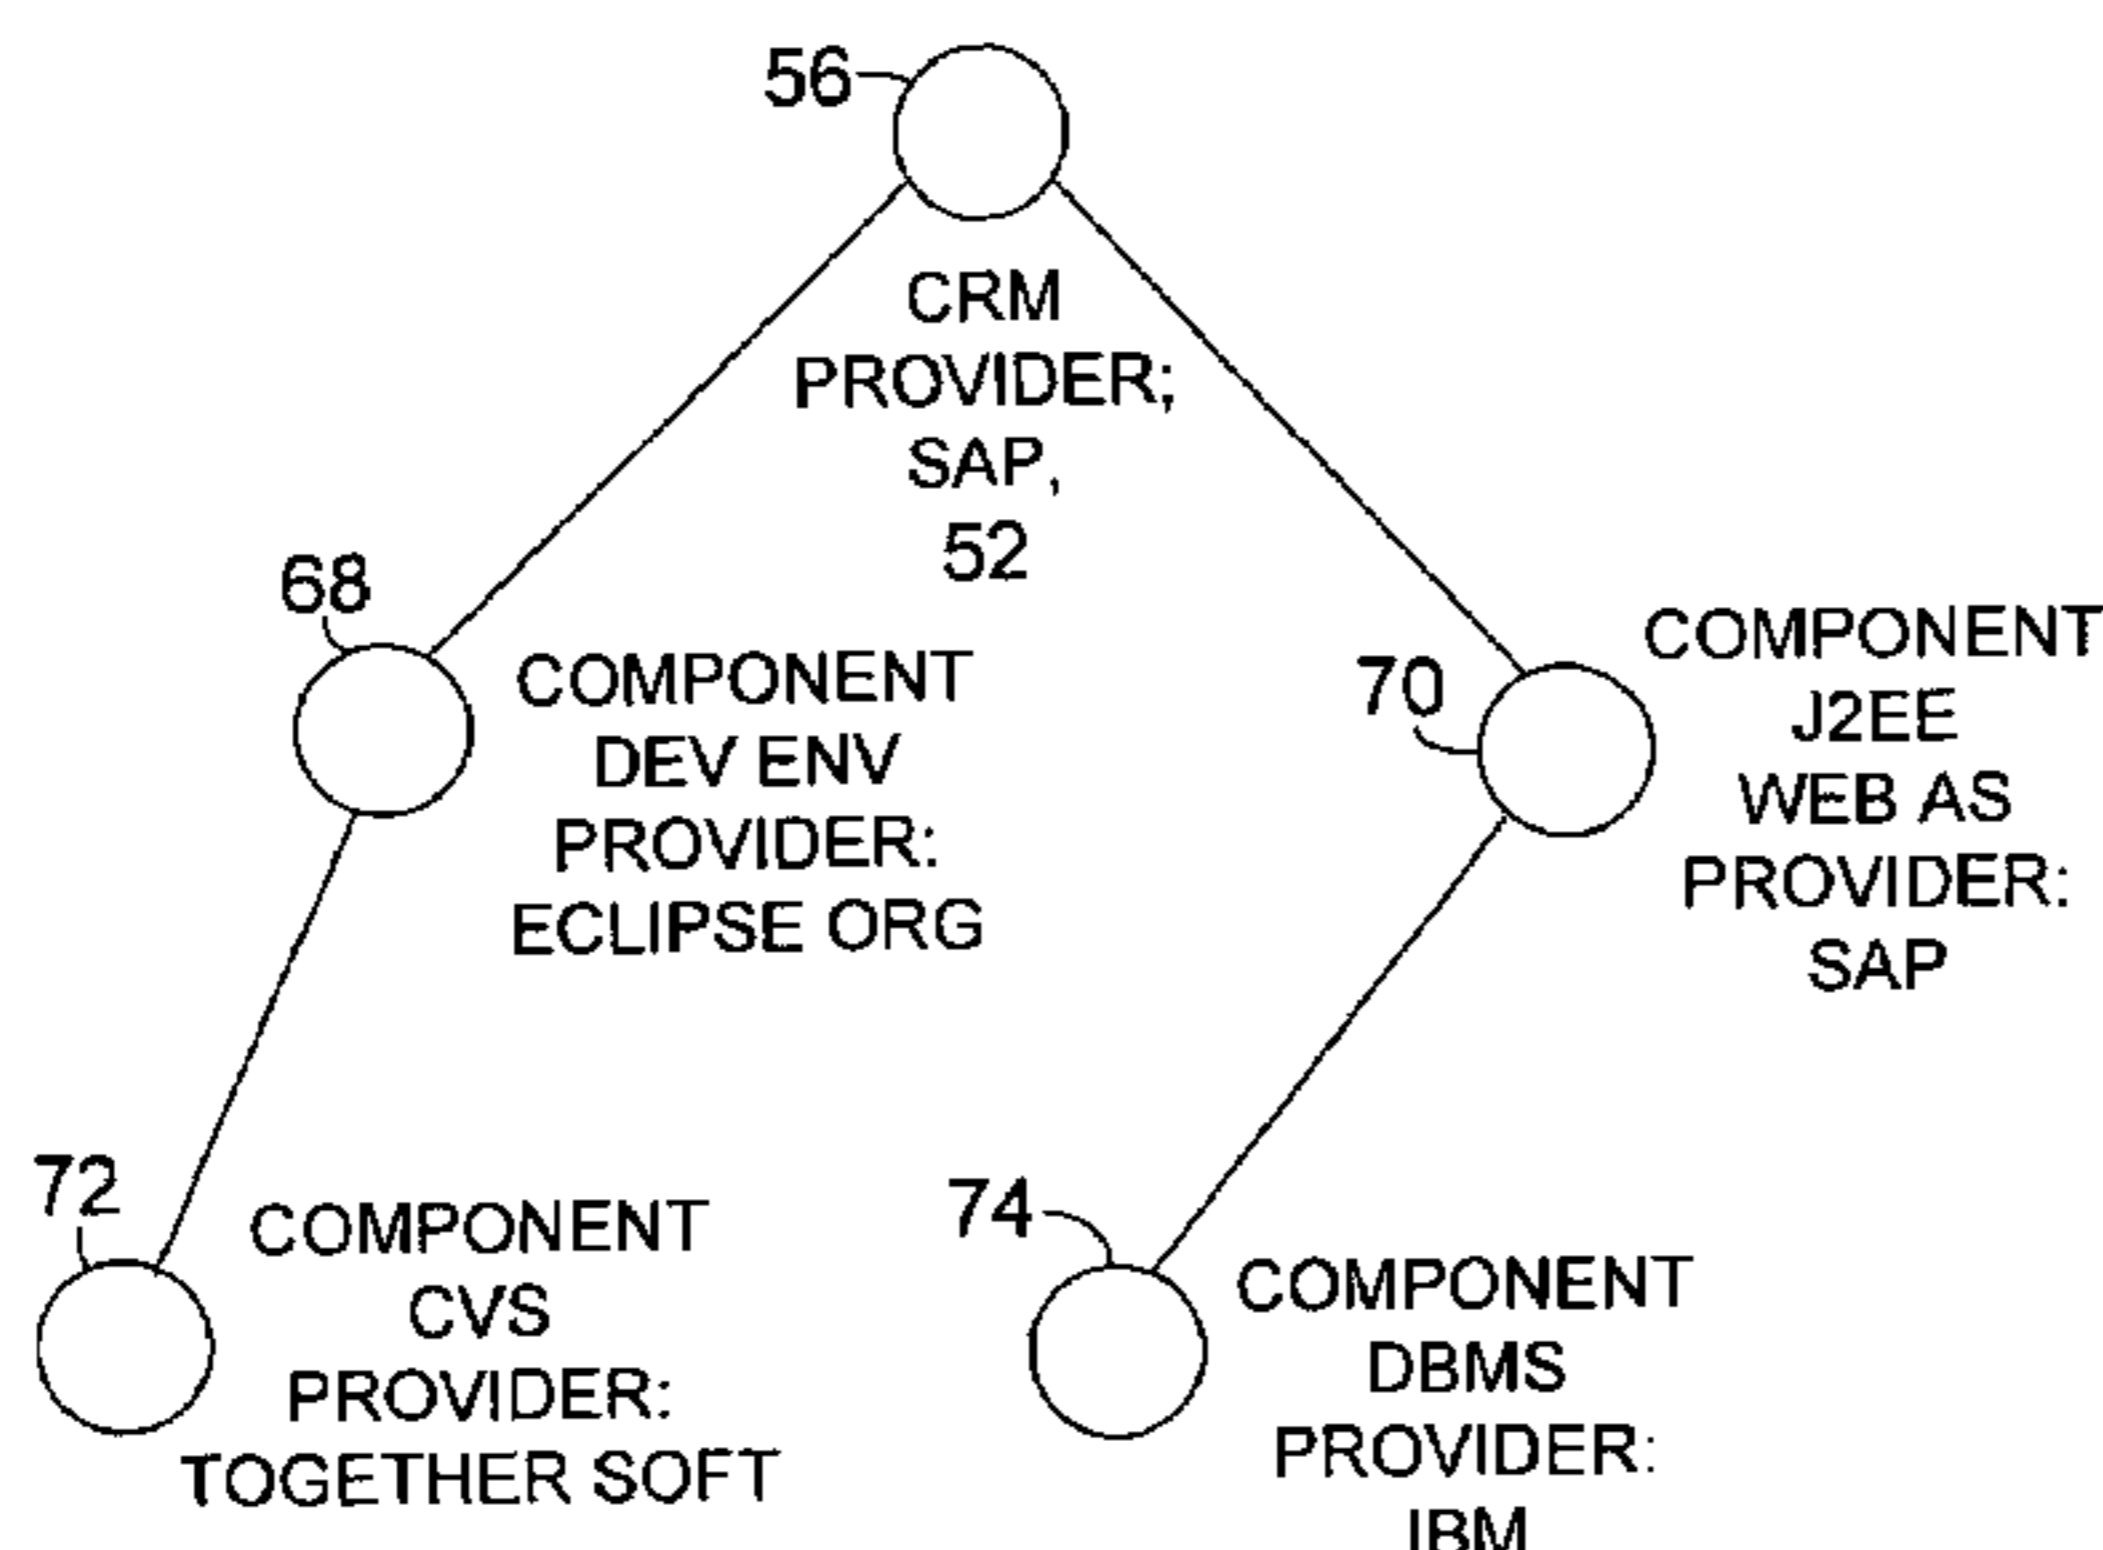 56
CRM
PROVIDER;
SAP,
52
68
COMPONENT
DEV ENV
PROVIDER:
ECLIPSE ORG
70
COMPONENT
J2EE
WEB AS
PROVIDER:
SAP
72
COMPONENT
CVS
PROVIDER:
TOGETHER SOFT
74
COMPONENT
DBMS
PROVIDER:
IBM